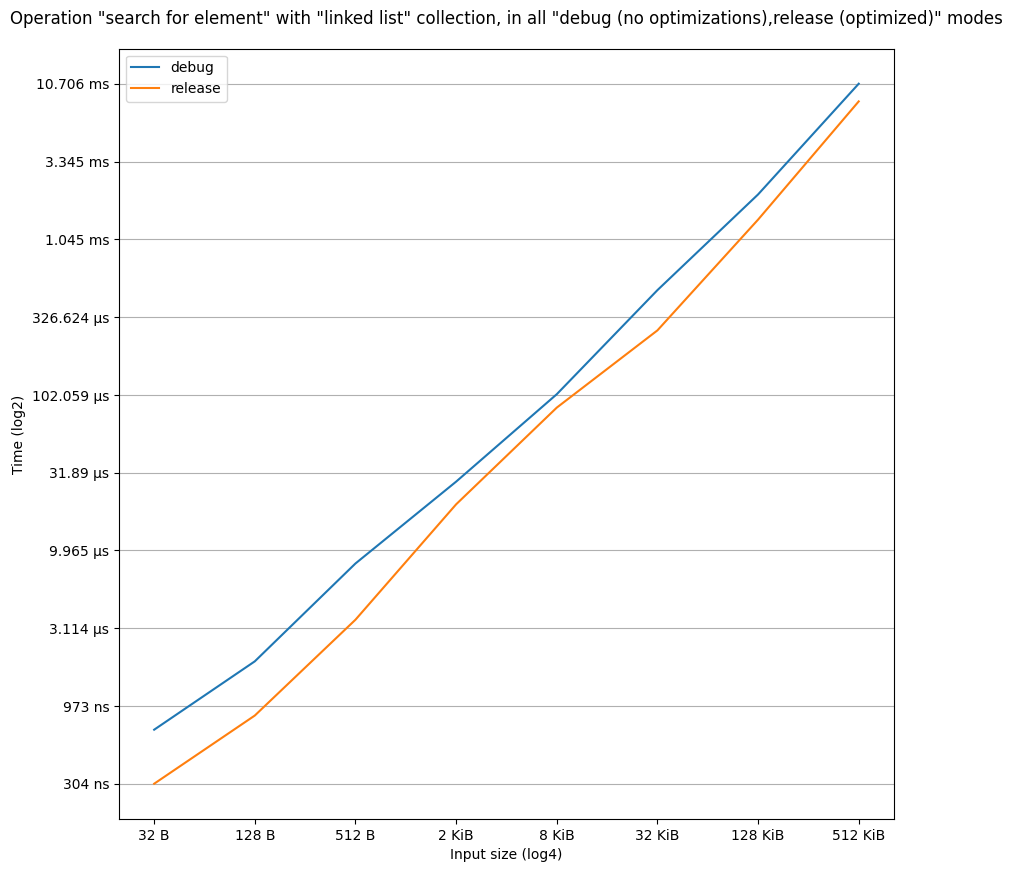 Operation "search for element" with "linked list" collection, in all "debug (no optimizations),release (optimized)" modes
debug
release
10.706 ms
3.345 ms
1.045 ms
326.624 µs
102.059 µs
31.89 µs
9.965 µs
3.114 µs
973 ns
304 ns
Time (log2)
32 B
128 B
512 B
2 KiB
8 KiB
32 KiB
128 KiB
512 KiB
Input size (log4)